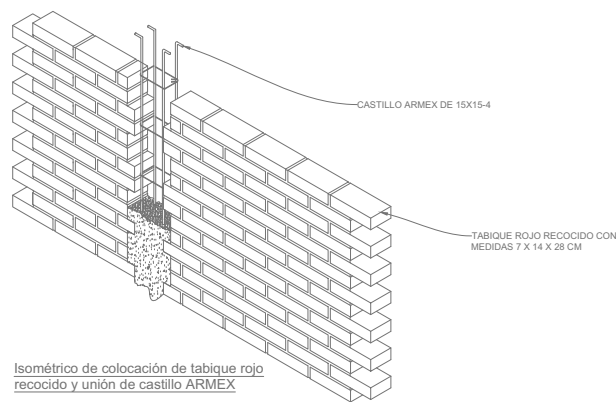 CASTILLO ARMEX DE 15X15-4
TABIQUE ROJO RECOCIDO CON
MEDIDAS 7 X 14 X 28 CM
Isométrico de colocación de tabique rojo
recocido y unión de castillo ARMEX